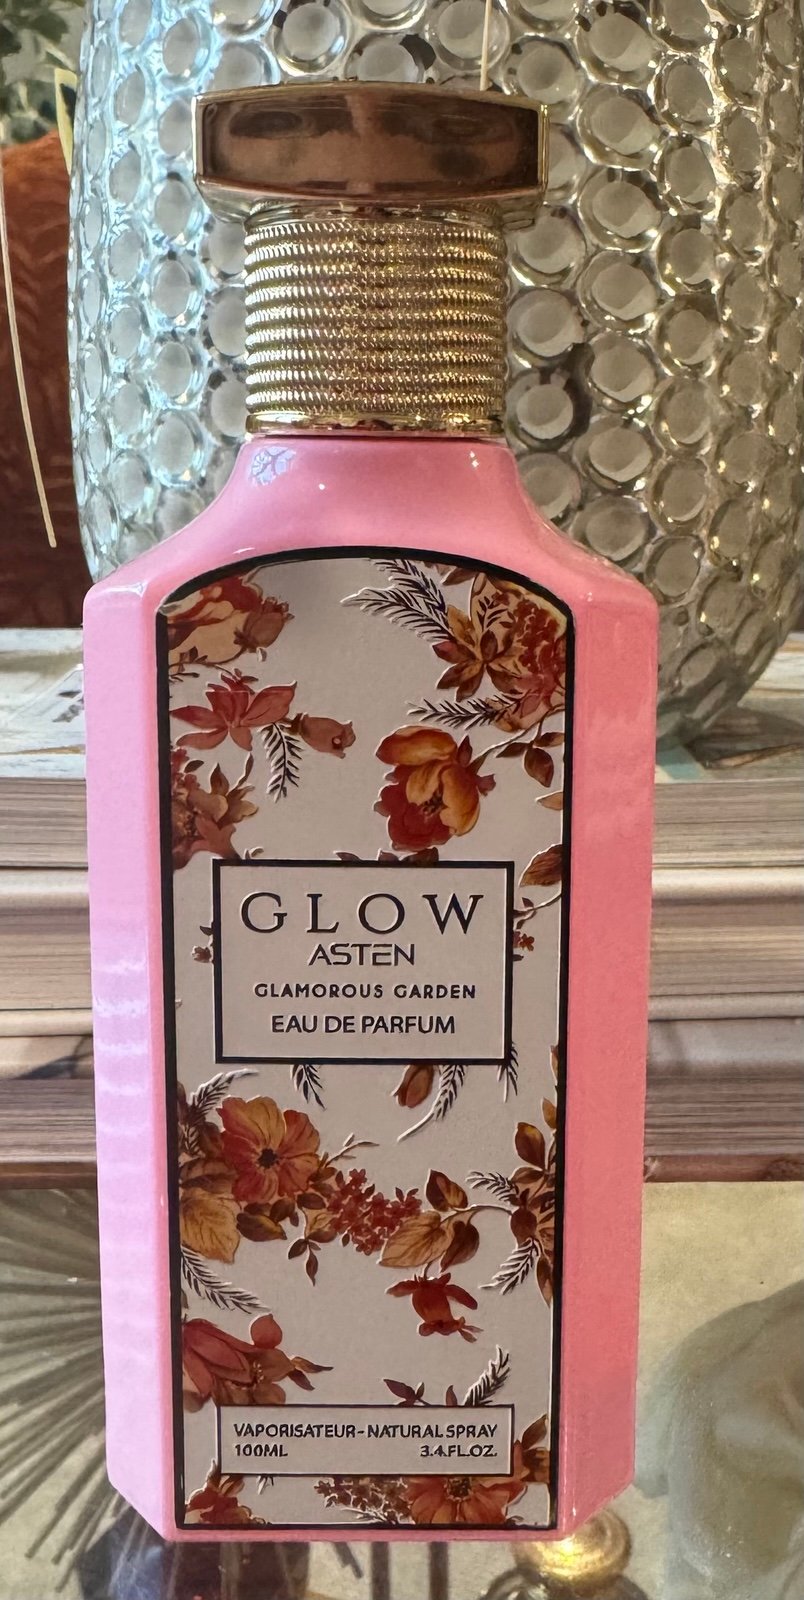 GLOW
ASTEN
GLAMOROUS GARDEN
EAU DE PARFUM
VAPORISATEUR-NATURAL SPRAY
100ML 3.4.FL.OZ.